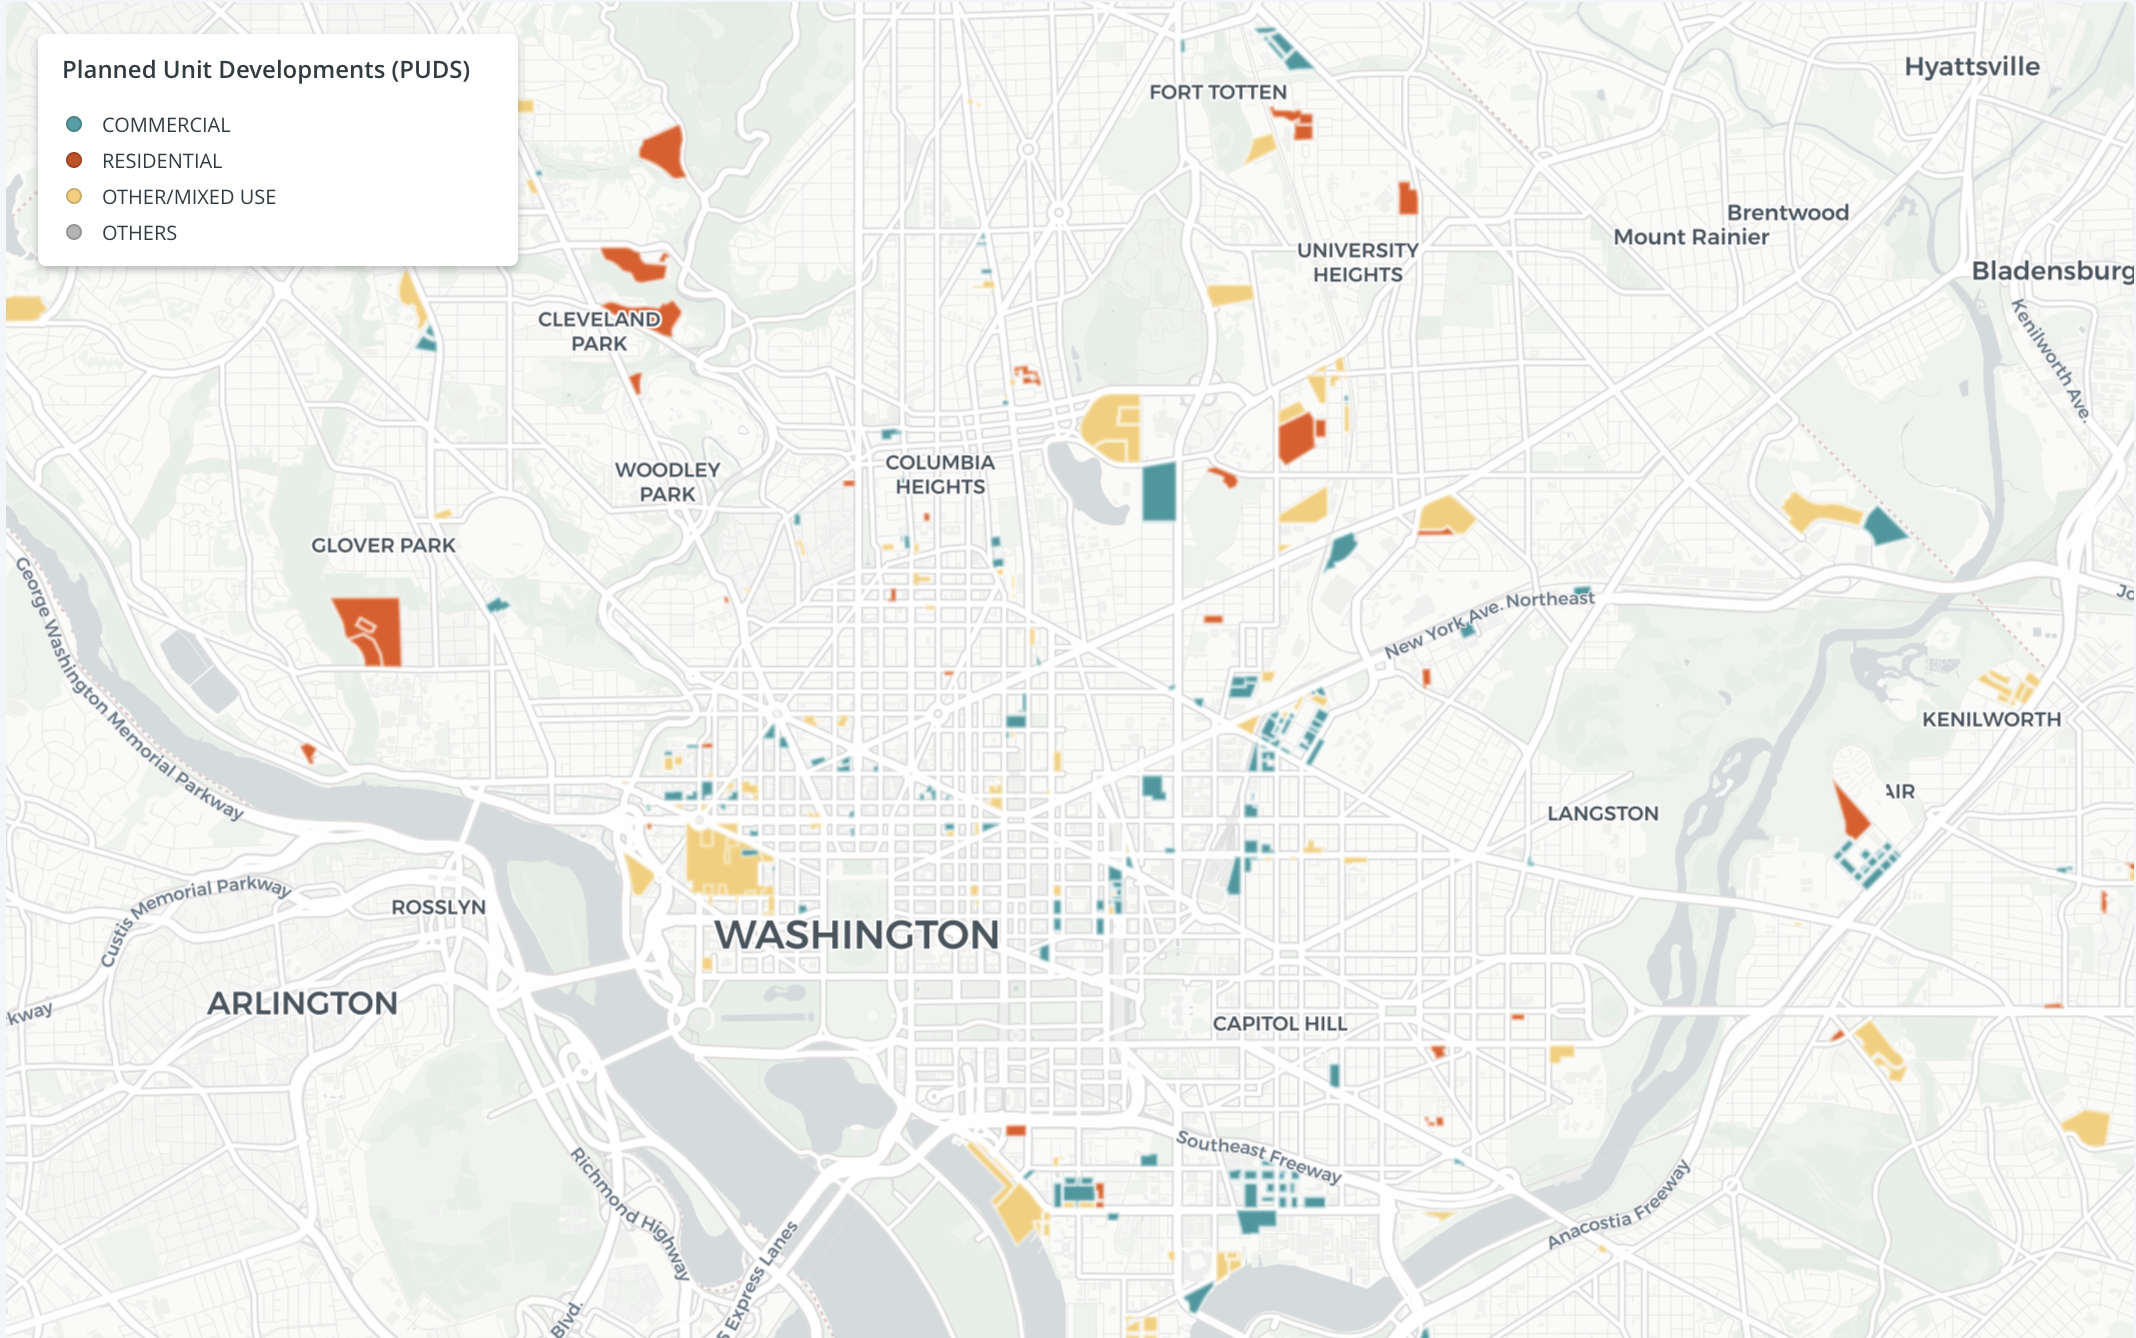 Planned Unit Developments (PUDS)
COMMERCIAL
RESIDENTIAL
OTHER/MIXED USE
OTHERS
Hyattsville
FORT TOTTEN
Brentwood
Mount Rainier
UNIVERSITY
HEIGHTS
Bladensburg
Kenilworth Ave.
CLEVELAND
PARK
WOODLEY
PARK
COLUMBIA
HEIGHTS
GLOVER PARK
George Washington Memorial Parkway
New York Ave. Northeast
Jo
KENILWORTH
AIR
LANGSTON
Custis Memorial Parkway
ROSSLYN
WASHINGTON
ARLINGTON
kway
CAPITOL HILL
Southeast Freeway
Richmond Highway
Anacostia Freeway
S Express Lanes
Blvd.